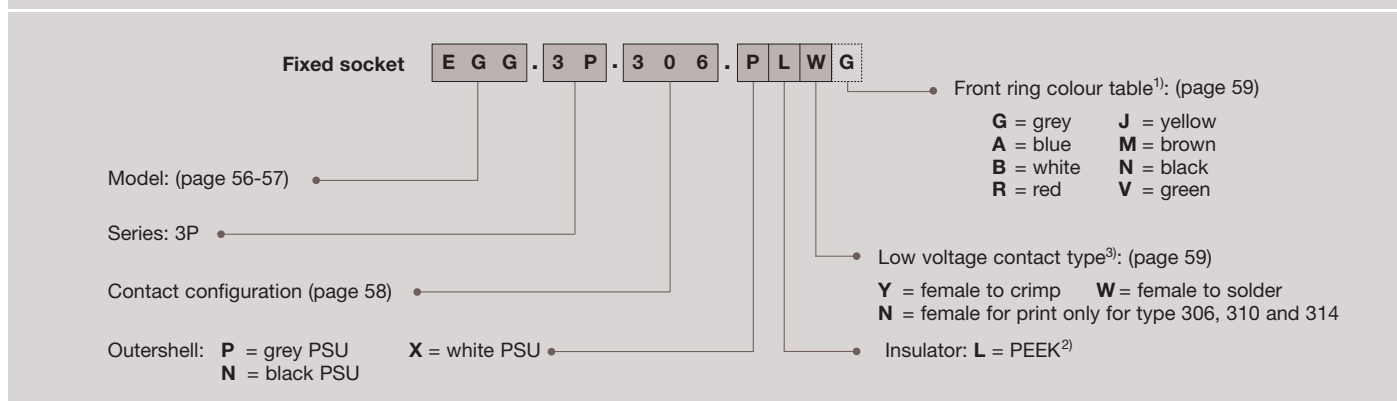 Fixed socket E G G . 3 P . 3 0 6 . P L W G
Front ring colour table1): (page 59)
G = grey J = yellow
A = blue M = brown
B = white N = black
R = red V = green
Model: (page 56-57)
Series: 3P
Low voltage contact type3): (page 59)
Y = female to crimp W = female to solder
N = female for print only for type 306, 310 and 314
Contact configuration (page 58)
Outershell: P = grey PSU X = white PSU
N = black PSU
Insulator: L = PEEK2)